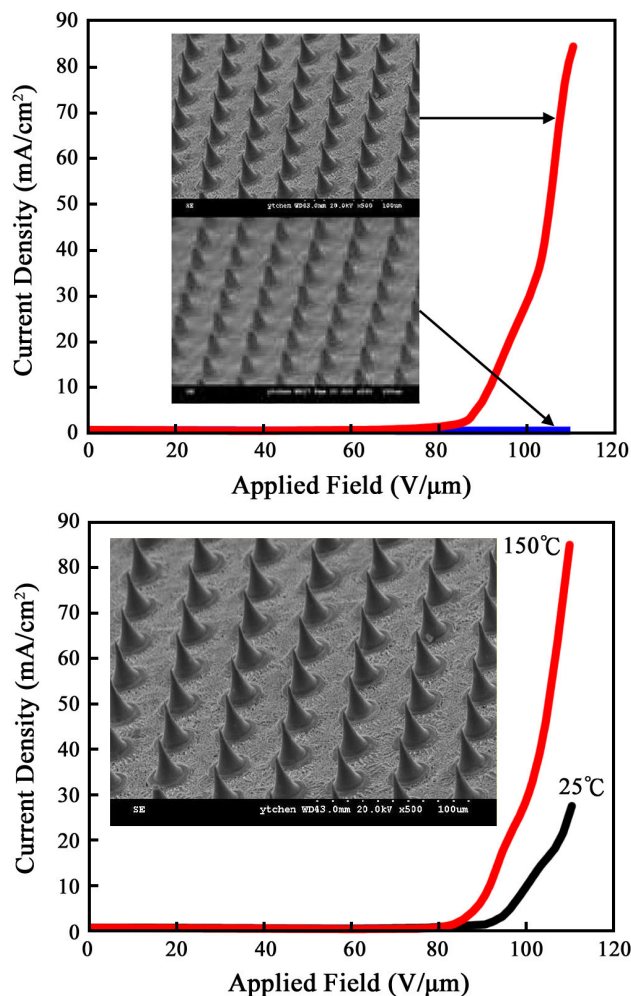 90
80
70
60
50
40
30
20
10
0
Current Density (mA/cm²)
SE ytchen WD43.0mm 20.0kV x500 100um
0 20 40 60 80 100 120
Applied Field (V/μm)
90
80
70
60
50
40
30
20
10
0
Current Density (mA/cm²)
150℃
25℃
SE ytchen WD43.0mm 20.0kV x500 100um
0 20 40 60 80 100 120
Applied Field (V/μm)